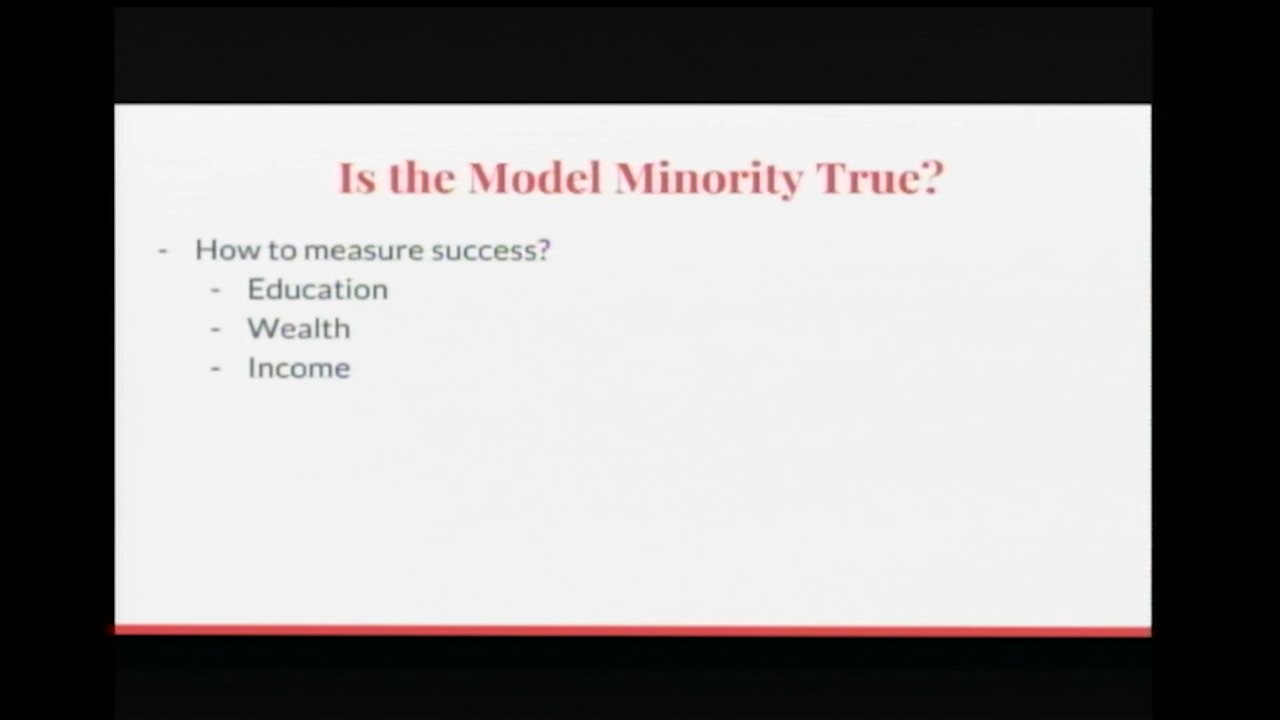 Is the Model Minority True?
- How to measure success?
- Education
- Wealth
- Income